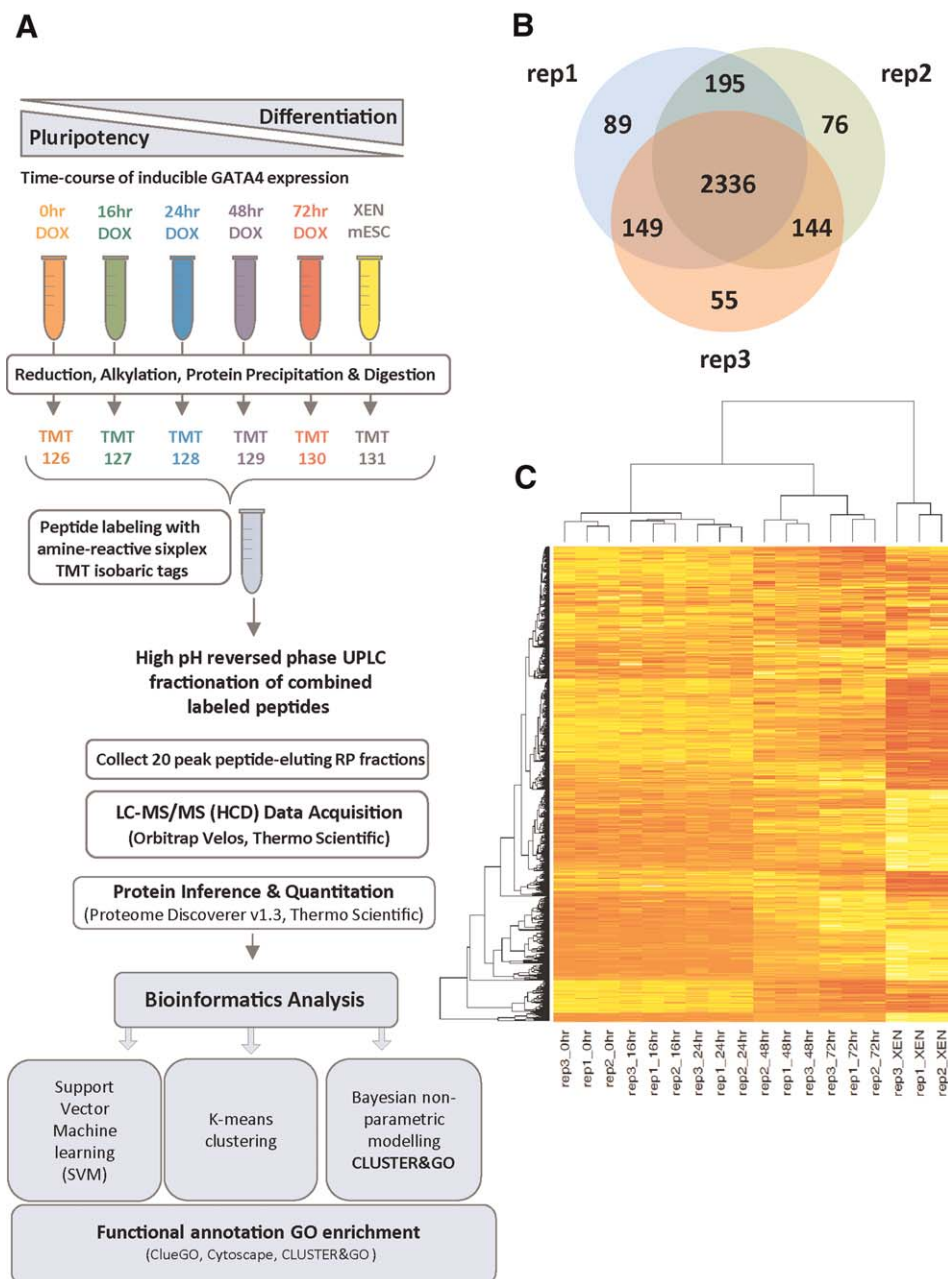 A
Differentiation
Pluripotency
Time-course of inducible GATA4 expression
0hr 16hr 24hr 48hr 72hr XEN
DOX DOX DOX DOX DOX mESC
Reduction, Alkylation, Protein Precipitation & Digestion
TMT TMT TMT TMT TMT TMT
126 127 128 129 130 131
Peptide labeling with
amine-reactive sixplex
TMT isobaric tags
High pH reversed phase UPLC
fractionation of combined
labeled peptides
Collect 20 peak peptide-eluting RP fractions
LC-MS/MS (HCD) Data Acquisition
(Orbitrap Velos, Thermo Scientific)
Protein Inference & Quantitation
(Proteome Discoverer v1.3, Thermo Scientific)
Bioinformatics Analysis
Support
Vector
Machine
learning
(SVM)
K-means
clustering
Bayesian non-
parametric
modelling
CLUSTER&GO
Functional annotation GO enrichment
(ClueGO, Cytoscape, CLUSTER&GO )
B
rep1
rep2
195
89
76
2336
149
144
55
rep3
C
rep3_0hr
rep1_0hr
rep2_0hr
rep3_16hr
rep1_16hr
rep2_16hr
rep3_24hr
rep1_24hr
rep2_24hr
rep2_48hr
rep1_48hr
rep3_48hr
rep3_72hr
rep1_72hr
rep2_72hr
rep3_XEN
rep1_XEN
rep2_XEN